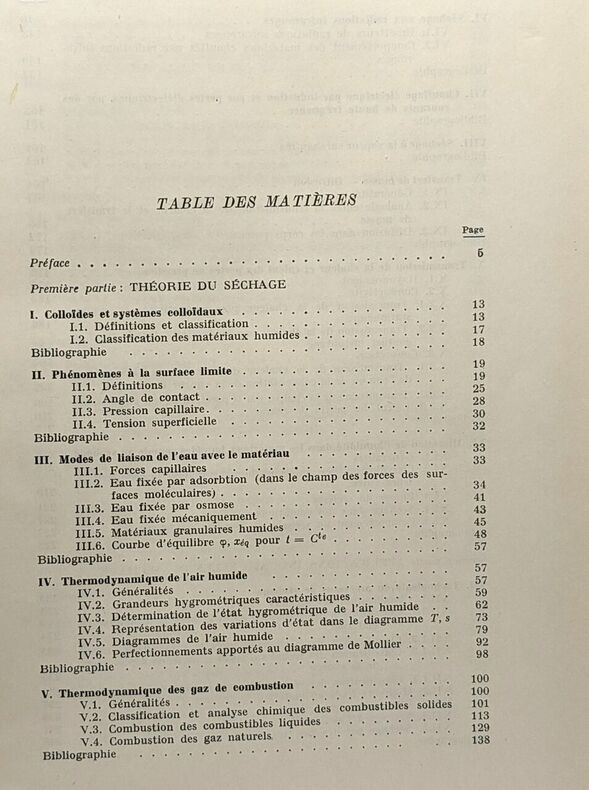 TABLE DES MATIÈRES
Page
Préface . . . . . . . . . . . . . . . . . . . . . . . . . . 5
Première partie : THÉORIE DU SÉCHAGE
I. Colloïdes et systèmes colloïdaux . . . . . . . . . . . . . 13
I.1. Définitions et classification . . . . . . . . . . . . . 13
I.2. Classification des matériaux humides . . . . . . . . . . 17
Bibliographie . . . . . . . . . . . . . . . . . . . . . 18
II. Phénomènes à la surface limite . . . . . . . . . . . . . 19
II.1. Définitions . . . . . . . . . . . . . . . . . . 19
II.2. Angle de contact . . . . . . . . . . . . . . . . 25
II.3. Pression capillaire . . . . . . . . . . . . . . . . 28
II.4. Tension superficielle . . . . . . . . . . . . . . . 30
Bibliographie . . . . . . . . . . . . . . . . . . . . . 32
III. Modes de liaison de l'eau avec le matériau . . . . . . . . . 33
III.1. Forces capillaires . . . . . . . . . . . . . . . 33
III.2. Eau fixée par adsorbtion (dans le champ des forces des sur-
faces moléculaires) . . . . . . . . . . . . . . . 34
III.3. Eau fixée par osmose . . . . . . . . . . . . . . 41
III.4. Eau fixée mécaniquement . . . . . . . . . . . . . 43
III.5. Matériaux granulaires humides . . . . . . . . . . . 45
III.6. Courbe d'équilibre φ, xéq pour t = Cte . . . . . . . . 48
Bibliographie . . . . . . . . . . . . . . . . . . . . . 57
IV. Thermodynamique de l'air humide . . . . . . . . . . . . 57
IV.1. Généralités . . . . . . . . . . . . . . . . . . 57
IV.2. Grandeurs hygrométriques caractéristiques . . . . . . . 59
IV.3. Détermination de l'état hygrométrique de l'air humide . . 62
IV.4. Représentation des variations d'état dans le diagramme T, s 73
IV.5. Diagrammes de l'air humide . . . . . . . . . . . . 79
IV.6. Perfectionnements apportés au diagramme de Mollier . . . 92
Bibliographie . . . . . . . . . . . . . . . . . . . . . 98
V. Thermodynamique des gaz de combustion . . . . . . . . . . 100
V.1. Généralités . . . . . . . . . . . . . . . . . . 100
V.2. Classification et analyse chimique des combustibles solides 101
V.3. Combustion des combustibles liquides . . . . . . . . . 113
V.4. Combustion des gaz naturels . . . . . . . . . . . . 129
Bibliographie . . . . . . . . . . . . . . . . . . . . . 138